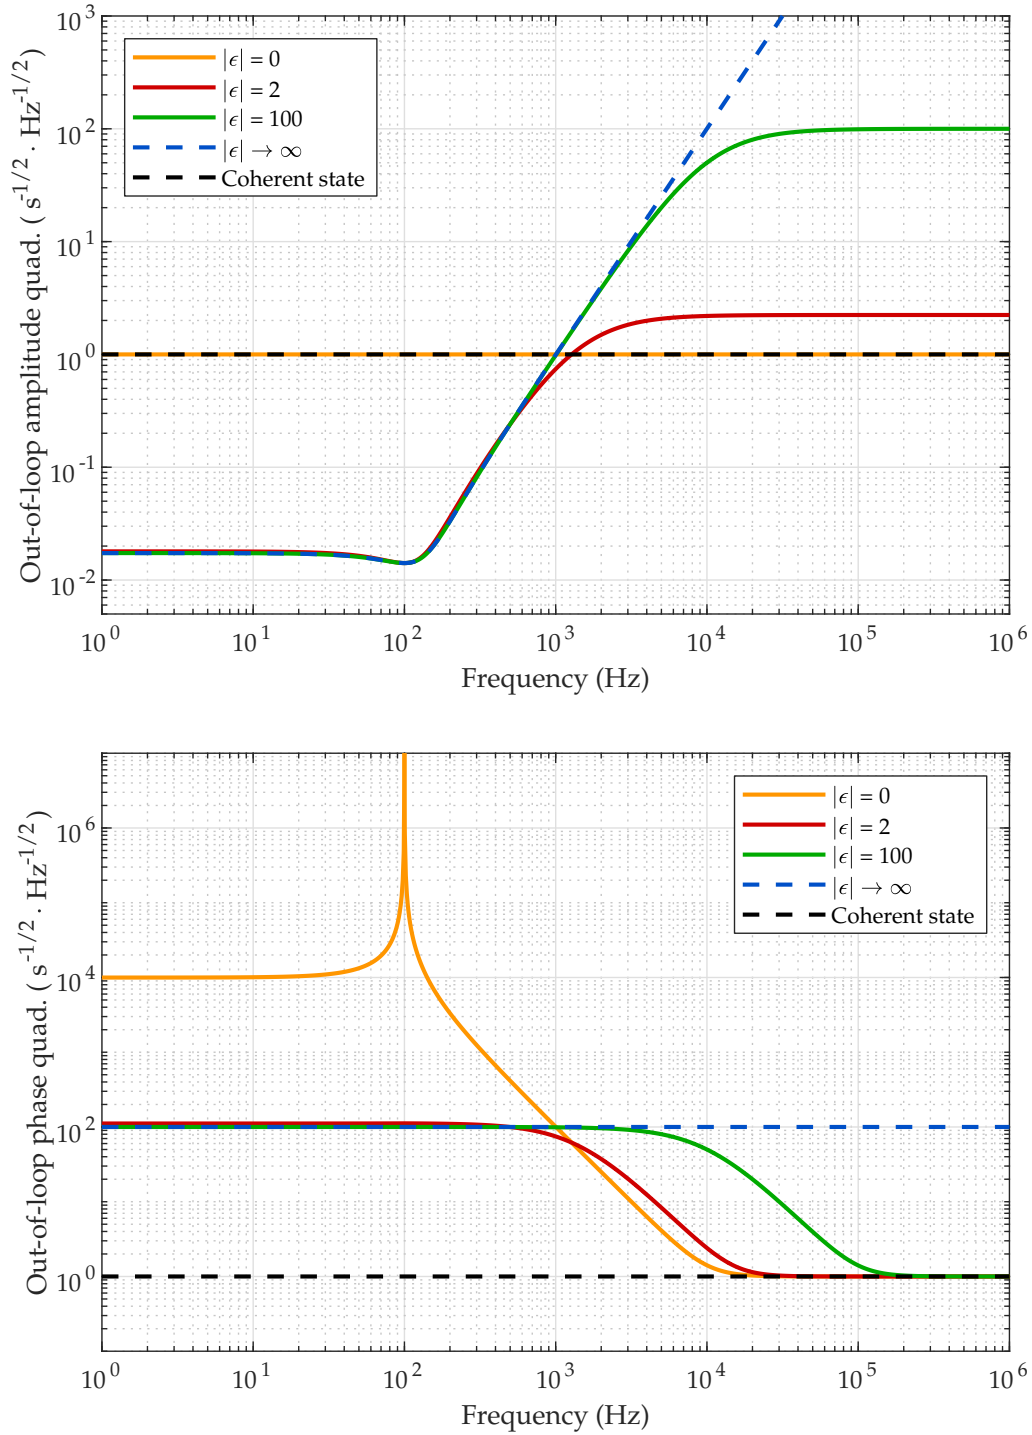 10^3
10^2
10^1
10^0
10^-1
10^-2
Out-of-loop amplitude quad. ( s^-1/2 . Hz^-1/2)
|ϵ| = 0
|ϵ| = 2
|ϵ| = 100
|ϵ| → ∞
Coherent state
10^0 10^1 10^2 10^3 10^4 10^5 10^6
Frequency (Hz)
10^6
10^4
10^2
10^0
Out-of-loop phase quad. ( s^-1/2 . Hz^-1/2)
|ϵ| = 0
|ϵ| = 2
|ϵ| = 100
|ϵ| → ∞
Coherent state
10^0 10^1 10^2 10^3 10^4 10^5 10^6
Frequency (Hz)